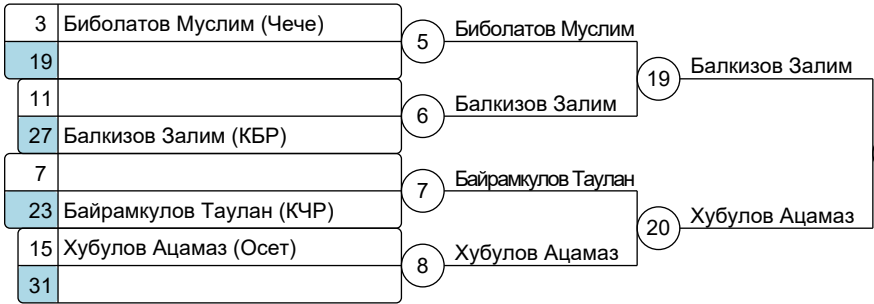 3 Биболатов Муслим (Чече)
19
5 Биболатов Муслим
11
27 Балкизов Залим (КБР)
6 Балкизов Залим
19 Балкизов Залим
7
23 Байрамкулов Таулан (КЧР)
7 Байрамкулов Таулан
15 Хубулов Ацамаз (Осет)
31
8 Хубулов Ацамаз
20 Хубулов Ацамаз